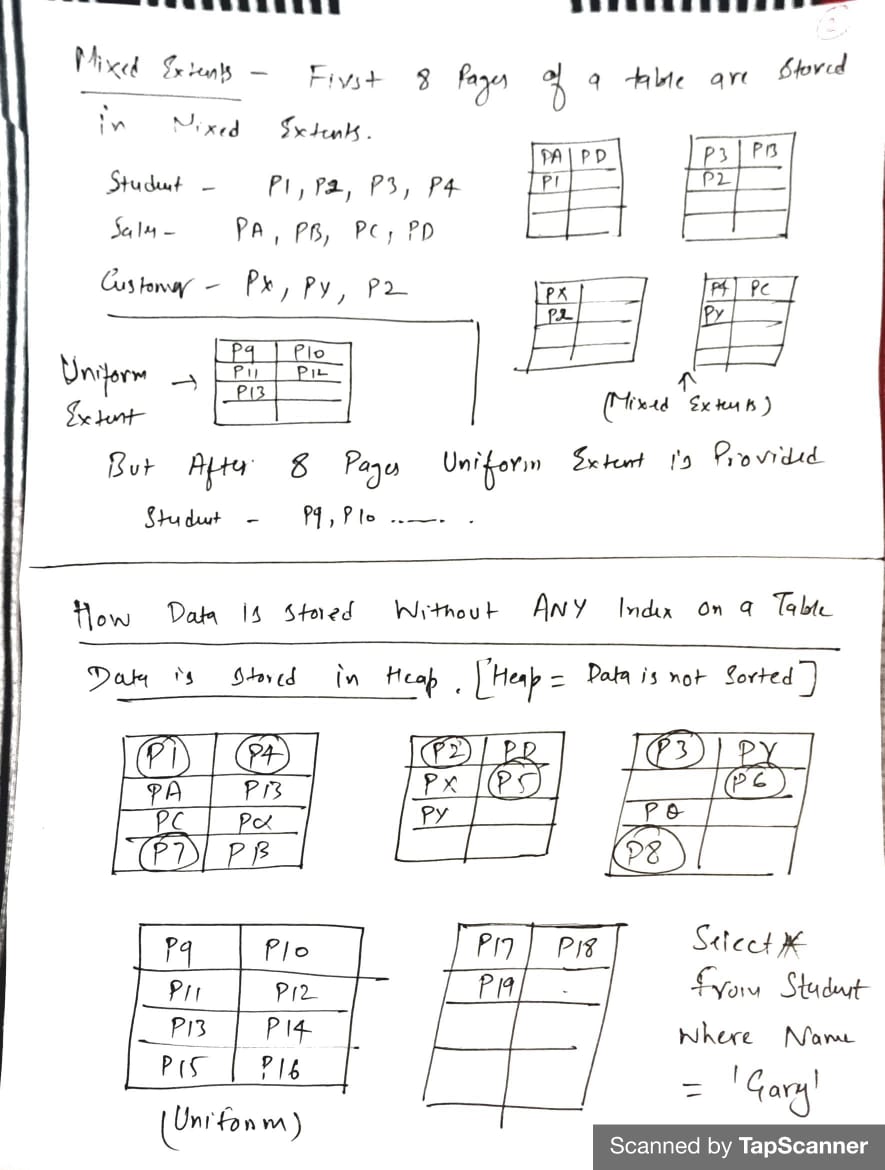 2
Mixed Extents - First 8 Pages of a table are Stored
in Mixed Extents.
Student - P1, P2, P3, P4
Sales - PA, PB, PC, PD
Customer - PX, PY, PZ
PA PD
P1
P3 PB
P2
PX
PZ
P4 PC
PY
(Mixed Extents)
Uniform
Extent →
P9 P10
P11 P12
P13
But After 8 Pages Uniform Extent is Provided
Student - P9, P10 .......
How Data Is Stored Without ANY Index on a Table
Data is Stored in Heap. [Heap = Data is not Sorted]
P1 P4
PA PB
PC Pα
P7 Pβ
P2 PD
PX P5
PY
P3 PY
P6
Pθ
P8
P9 P10
P11 P12
P13 P14
P15 P16
(Uniform)
P17 P18
P19
Select *
from Student
Where Name
= 'Gary'
Scanned by TapScanner